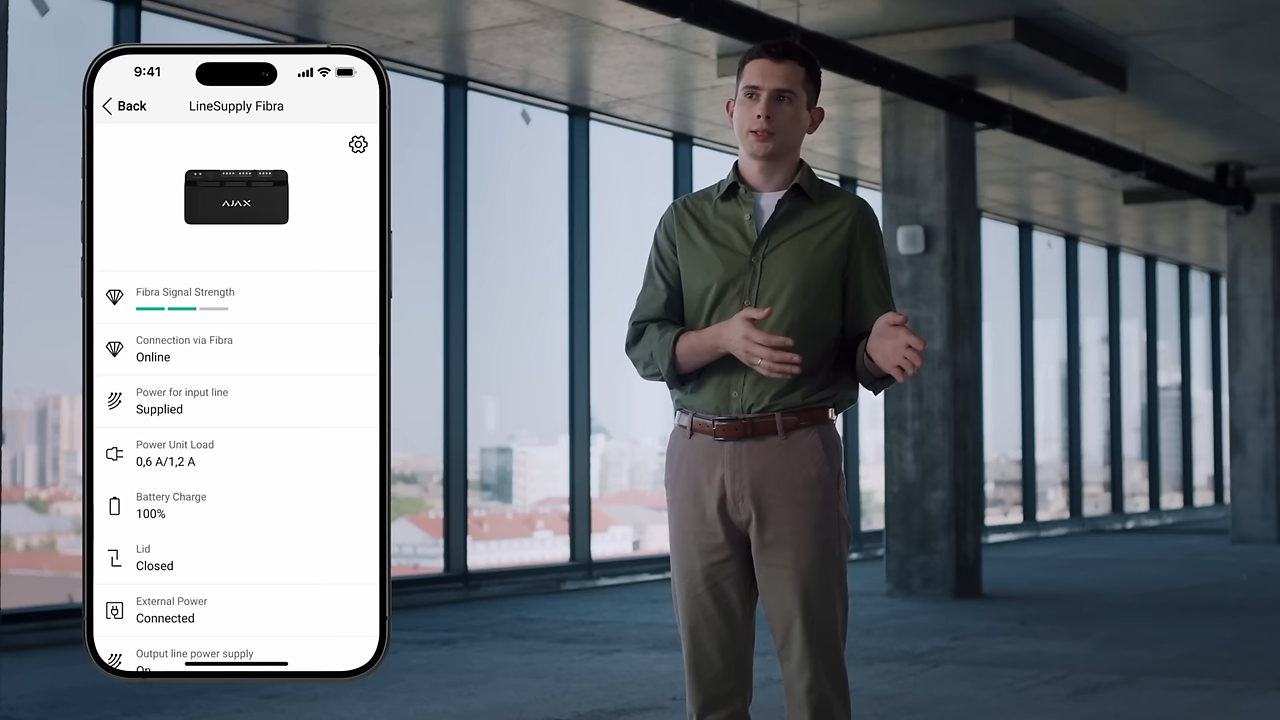 9:41
Back
LineSupply Fibra
AJAX
Fibra Signal Strength
Connection via Fibra
Online
Power for input line
Supplied
Power Unit Load
0,6 A/1,2 A
Battery Charge
100%
Lid
Closed
External Power
Connected
Output line power supply
On